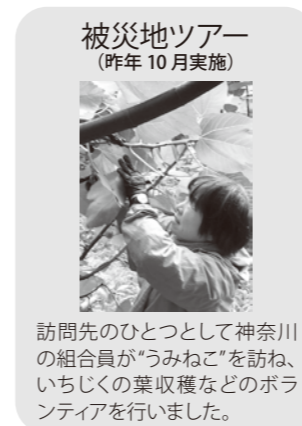 被災地ツアー
（昨年 10 月実施）
訪問先のひとつとして神奈川
の組合員が“うみねこ”を訪ね、
いちじくの葉収穫などのボラ
ンティアを行いました。